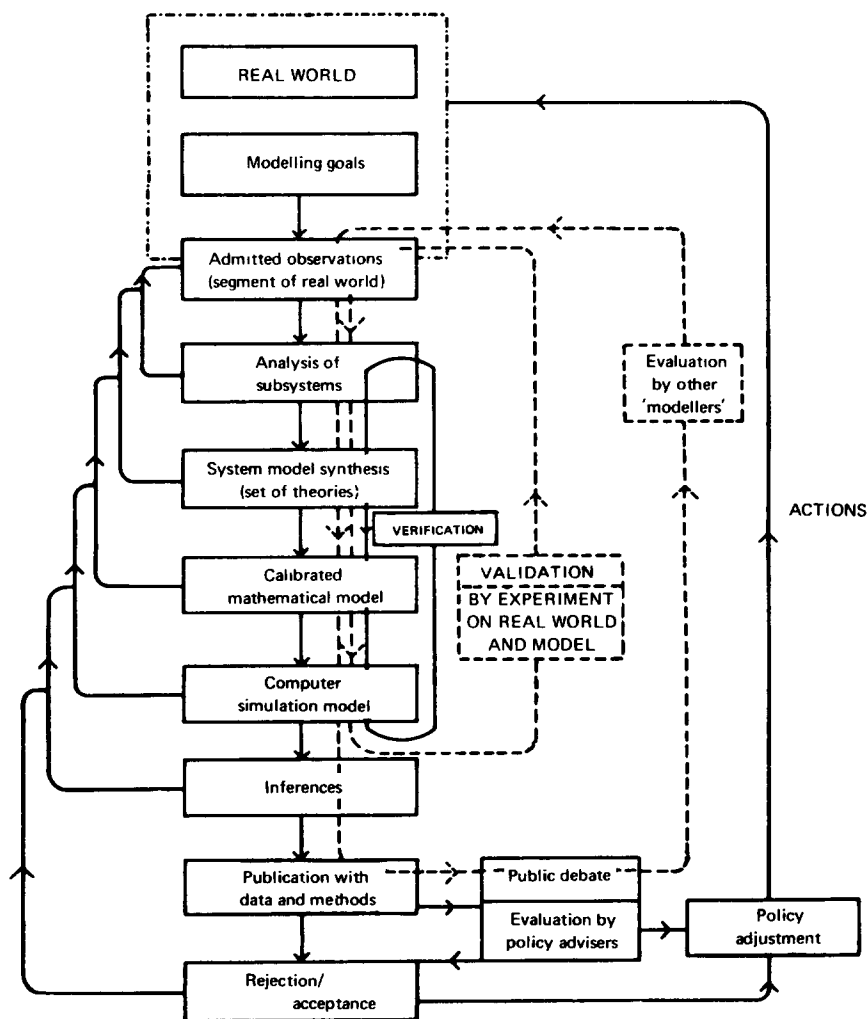 REAL WORLD
Modelling goals
Admitted observations
(segment of real world)
Analysis of
subsystems
Evaluation
by other
'modellers'
System model synthesis
(set of theories)
VERIFICATION
ACTIONS
Calibrated
mathematical model
VALIDATION
BY EXPERIMENT
ON REAL WORLD
AND MODEL
Computer
simulation model
Inferences
Publication with
data and methods
Public debate
Evaluation by
policy advisers
Policy
adjustment
Rejection/
acceptance